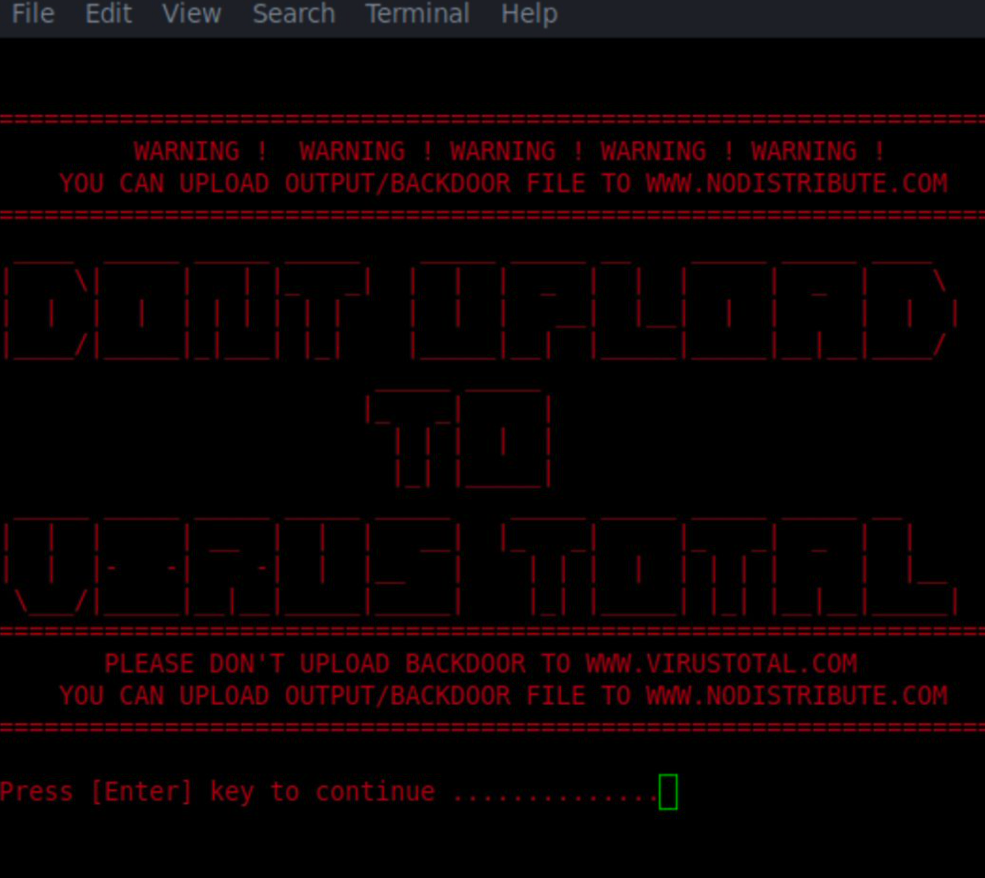 File Edit View Search Terminal Help
WARNING ! WARNING ! WARNING ! WARNING ! WARNING !
YOU CAN UPLOAD OUTPUT/BACKDOOR FILE TO WWW.NODISTRIBUTE.COM
DONT UPLOAD
TO
VIRUS TOTAL
PLEASE DON'T UPLOAD BACKDOOR TO WWW.VIRUSTOTAL.COM
YOU CAN UPLOAD OUTPUT/BACKDOOR FILE TO WWW.NODISTRIBUTE.COM
Press [Enter] key to continue ..............